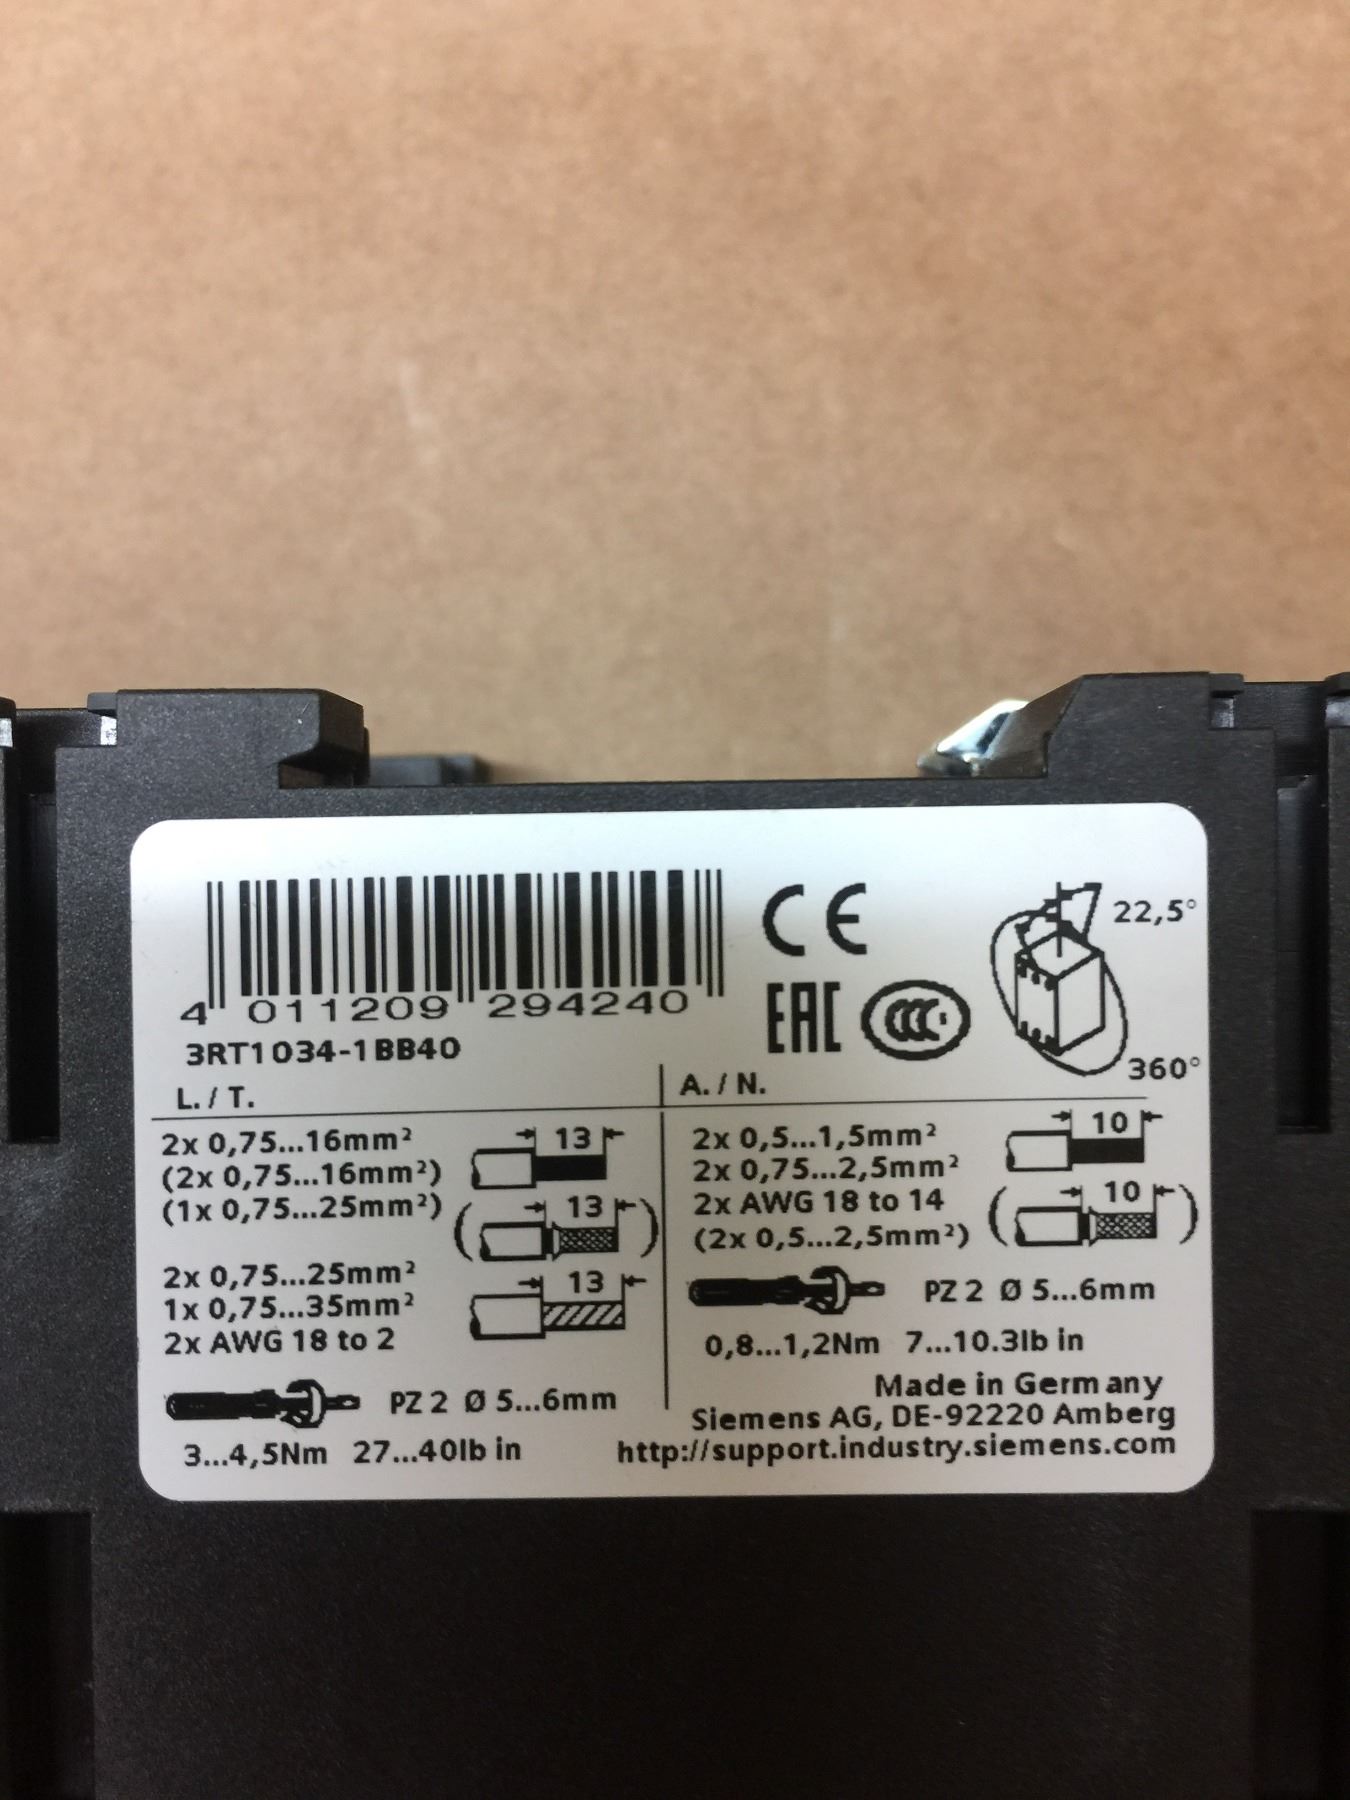 4 011209 294240
3RT1034-1BB40
CE
EAC
CCC
22,5°
360°
L. / T.
2x 0,75...16mm²
(2x 0,75...16mm²)
(1x 0,75...25mm²)
13
13
2x 0,75...25mm²
1x 0,75...35mm²
2x AWG 18 to 2
13
PZ 2 Ø 5...6mm
3...4,5Nm 27...40lb in
A. / N.
2x 0,5...1,5mm²
2x 0,75...2,5mm²
2x AWG 18 to 14
(2x 0,5...2,5mm²)
10
10
PZ 2 Ø 5...6mm
0,8...1,2Nm 7...10.3lb in
Made in Germany
Siemens AG, DE-92220 Amberg
http://support.industry.siemens.com